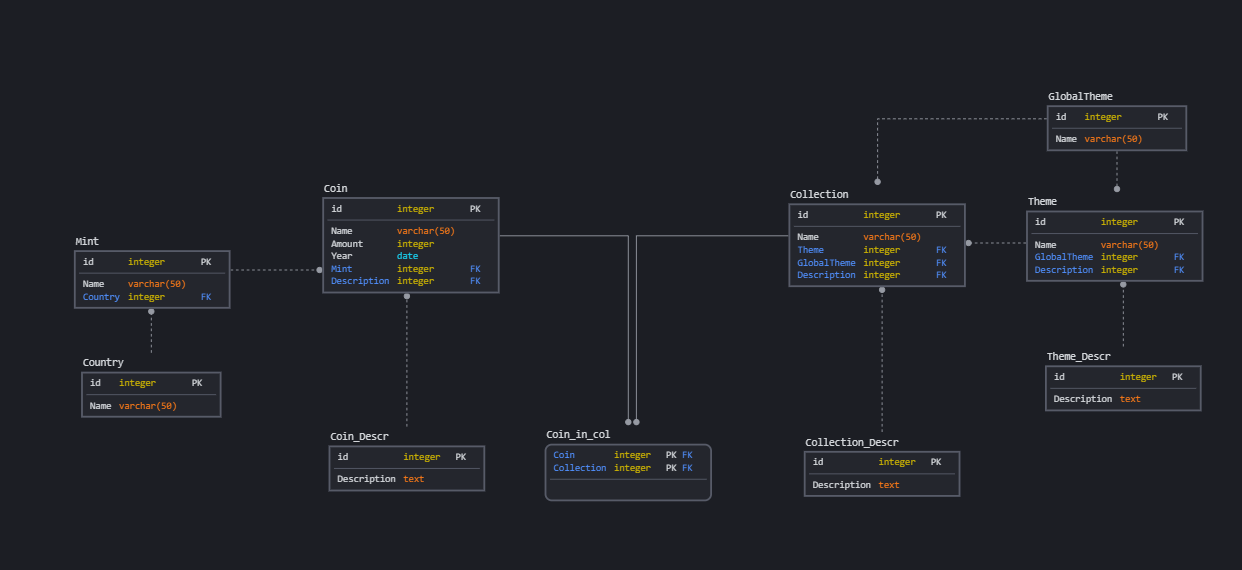 GlobalTheme
id integer PK
Name varchar(50)
Coin
id integer PK
Name varchar(50)
Amount integer
Year date
Mint integer FK
Description integer FK
Collection
id integer PK
Name varchar(50)
Theme integer FK
GlobalTheme integer FK
Description integer FK
Theme
id integer PK
Name varchar(50)
GlobalTheme integer FK
Description integer FK
Mint
id integer PK
Name varchar(50)
Country integer FK
Country
id integer PK
Name varchar(50)
Theme_Descr
id integer PK
Description text
Coin_Descr
id integer PK
Description text
Coin_in_col
Coin integer PK FK
Collection integer PK FK
Collection_Descr
id integer PK
Description text